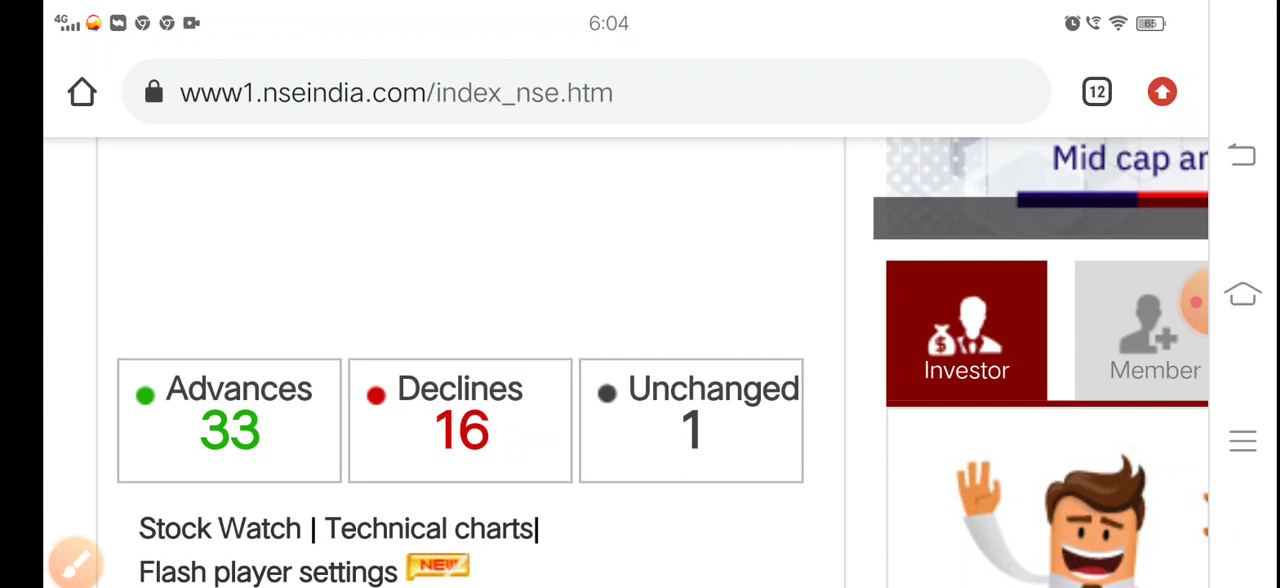 4G 6:04 65
www1.nseindia.com/index_nse.htm 12
Mid cap ar
Investor
Member
Advances Declines Unchanged
33 16 1
Stock Watch | Technical charts|
Flash player settings NEW